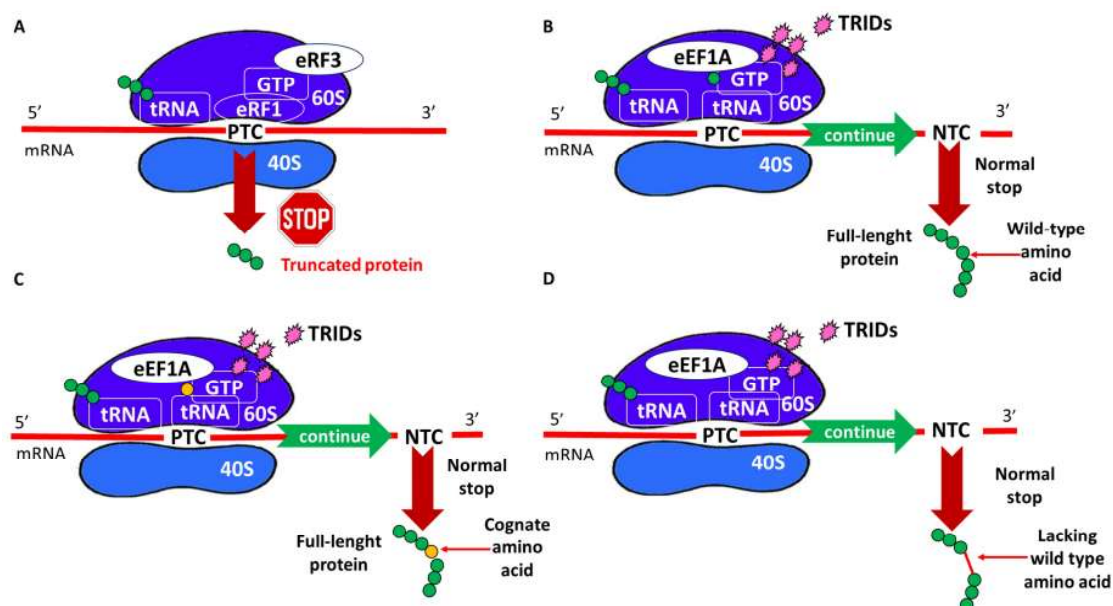 A
eRF3
GTP
60S
eRF1
tRNA
5’
3’
PTC
mRNA
40S
STOP
Truncated protein
B
TRIDs
eEF1A
GTP
tRNA
tRNA
60S
5’
3’
PTC
continue
NTC
mRNA
40S
Normal
stop
Full-lenght
protein
Wild-type
amino
acid
C
TRIDs
eEF1A
GTP
tRNA
tRNA
60S
5’
3’
PTC
continue
NTC
mRNA
40S
Normal
stop
Full-lenght
protein
Cognate
amino
acid
D
TRIDs
eEF1A
GTP
tRNA
tRNA
60S
5’
3’
PTC
continue
NTC
mRNA
40S
Normal
stop
Lacking
wild type
amino acid